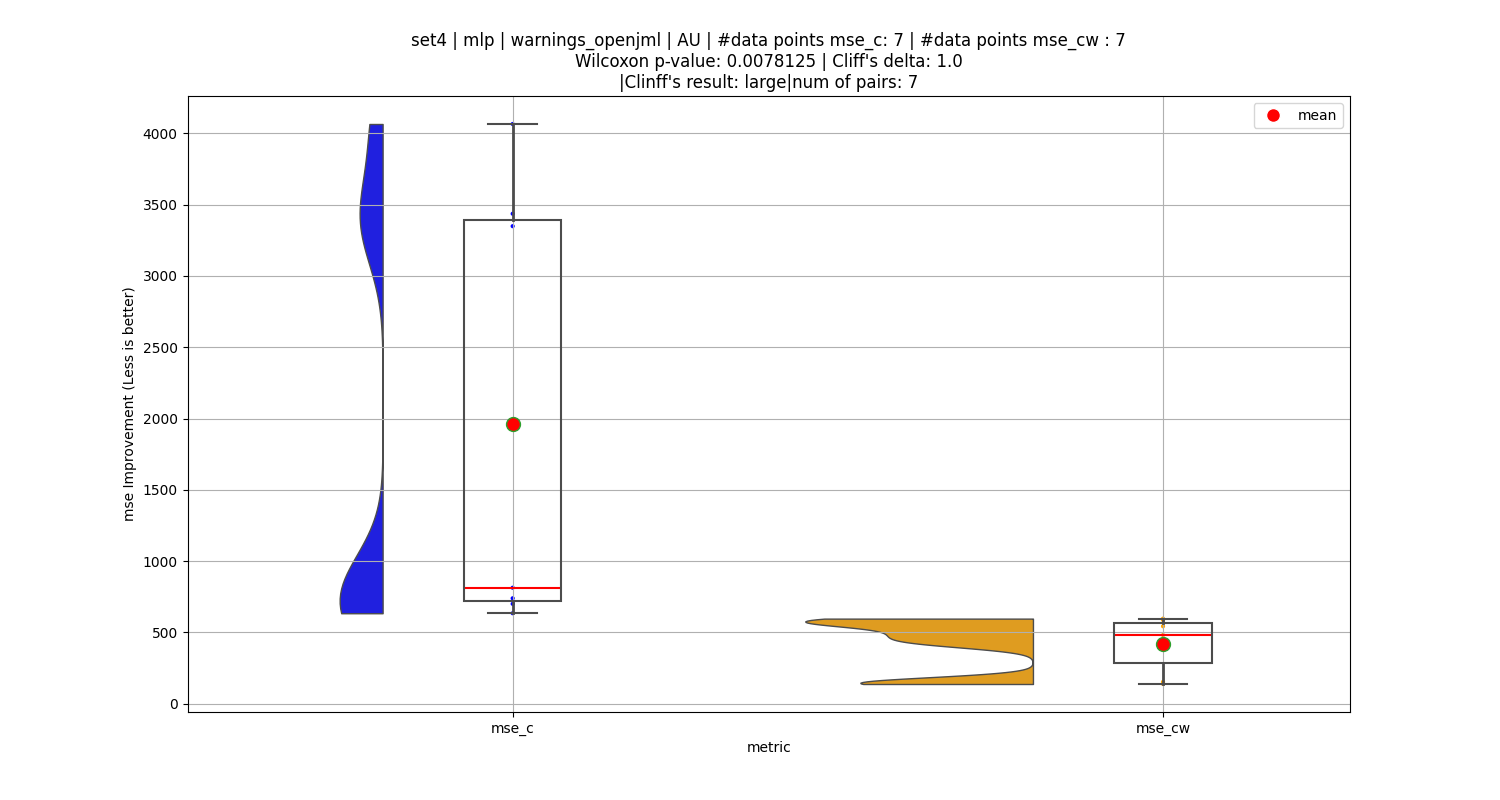 set4 | mlp | warnings_openjml | AU | #data points mse_c: 7 | #data points mse_cw : 7
Wilcoxon p-value: 0.0078125 | Cliff's delta: 1.0
|Clinff's result: large|num of pairs: 7
mean
4000
3500
3000
2500
2000
1500
1000
500
0
mse Improvement (Less is better)
mse_c
mse_cw
metric